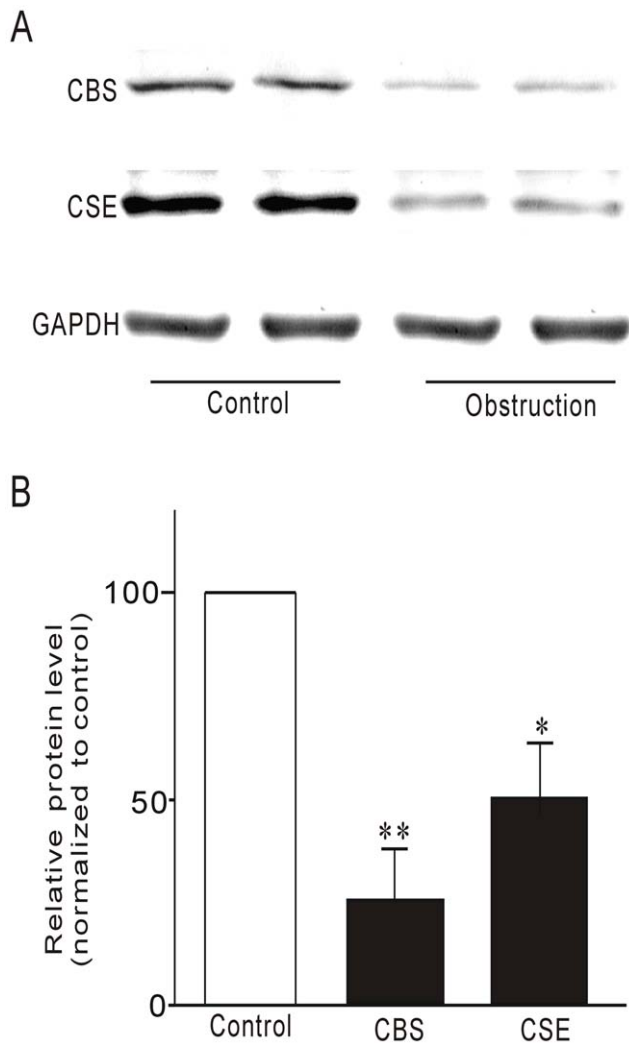 A
CBS
CSE
GAPDH
Control Obstruction
B
Relative protein level
(normalized to control)
100
50
0
**
*
Control CBS CSE